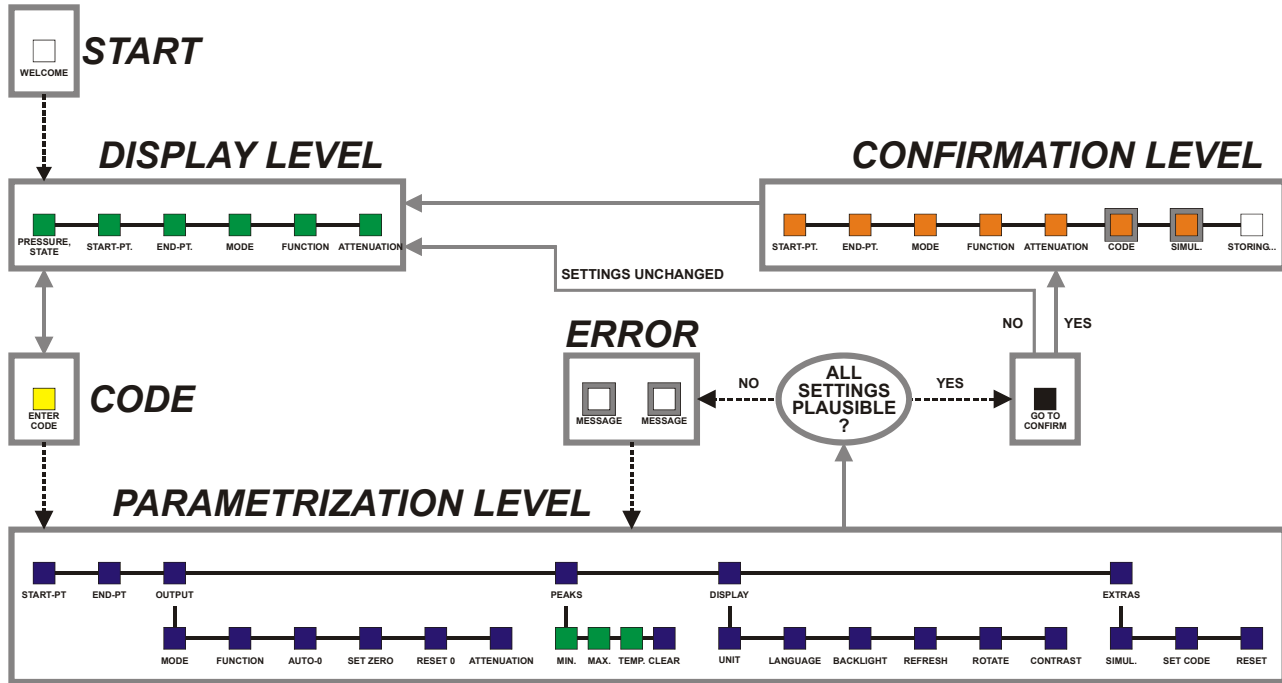 START
WELCOME
DISPLAY LEVEL
PRESSURE,
STATE
START-PT.
END-PT.
MODE
FUNCTION
ATTENUATION
CONFIRMATION LEVEL
START-PT.
END-PT.
MODE
FUNCTION
ATTENUATION
CODE
SIMUL.
STORING...
SETTINGS UNCHANGED
NO
YES
CODE
ENTER
CODE
ERROR
MESSAGE
MESSAGE
NO
ALL
SETTINGS
PLAUSIBLE
?
YES
GO TO
CONFIRM
PARAMETRIZATION LEVEL
START-PT
END-PT
OUTPUT
PEAKS
DISPLAY
EXTRAS
MODE
FUNCTION
AUTO-0
SET ZERO
RESET 0
ATTENUATION
MIN.
MAX.
TEMP.
CLEAR
UNIT
LANGUAGE
BACKLIGHT
REFRESH
ROTATE
CONTRAST
SIMUL.
SET CODE
RESET